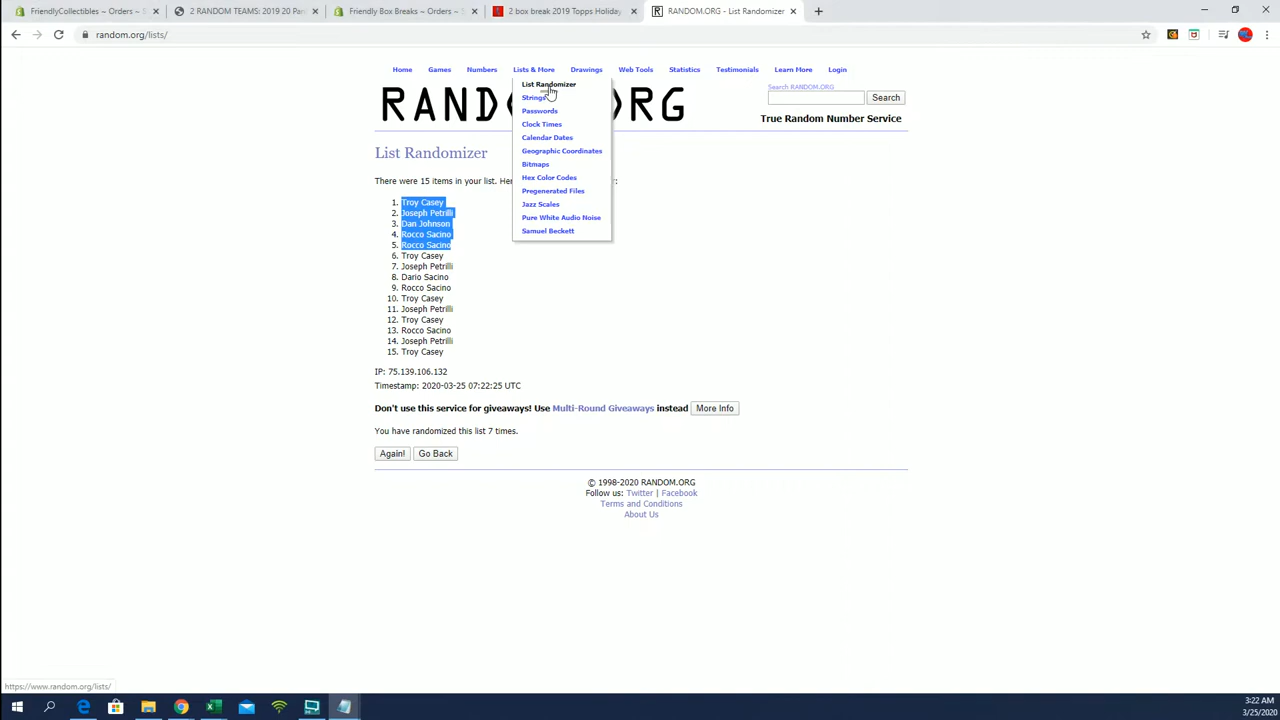 FriendlyCollectibles ~ Orders ~ S
2 RANDOM TEAMS: 2019 20 Pan
Friendly Box Breaks ~ Orders ~ S
2 box break 2019 Topps Holiday
RANDOM.ORG - List Randomizer
random.org/lists/
Home
Games
Numbers
Lists & More
Drawings
Web Tools
Statistics
Testimonials
Learn More
Login
List Randomizer
Strings
Passwords
Clock Times
Calendar Dates
Geographic Coordinates
Bitmaps
Hex Color Codes
Pregenerated Files
Jazz Scales
Pure White Audio Noise
Samuel Beckett
.ORG
Search RANDOM.ORG
Search
True Random Number Service
List Randomizer
There were 15 items in your list.
1. Troy Casey
2. Joseph Petrilli
3. Dan Johnson
4. Rocco Sacino
5. Rocco Sacino
6. Troy Casey
7. Joseph Petrilli
8. Dario Sacino
9. Rocco Sacino
10. Troy Casey
11. Joseph Petrilli
12. Troy Casey
13. Rocco Sacino
14. Joseph Petrilli
15. Troy Casey
IP: 75.139.106.132
Timestamp: 2020-03-25 07:22:25 UTC
Don't use this service for giveaways! Use Multi-Round Giveaways instead More Info
You have randomized this list 7 times.
Again! Go Back
© 1998-2020 RANDOM.ORG
Follow us: Twitter | Facebook
Terms and Conditions
About Us
https://www.random.org/lists/
3:22 AM
3/25/2020